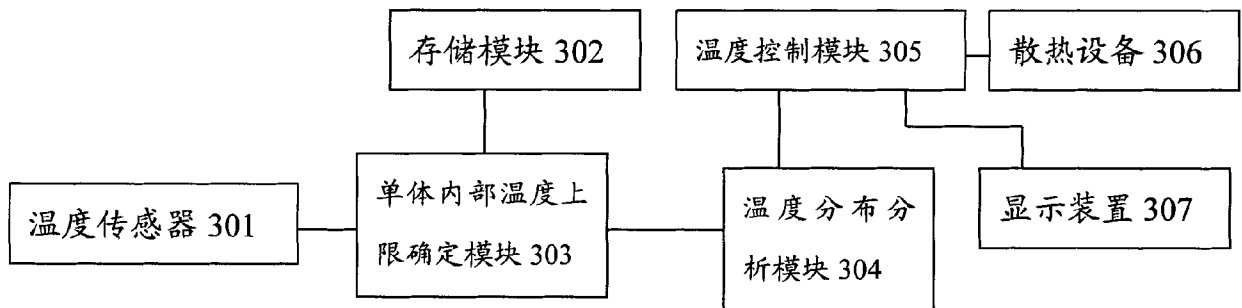 存储模块 302
温度控制模块 305
散热设备 306
温度传感器 301
单体内部温度上
限确定模块 303
温度分布分
析模块 304
显示装置 307